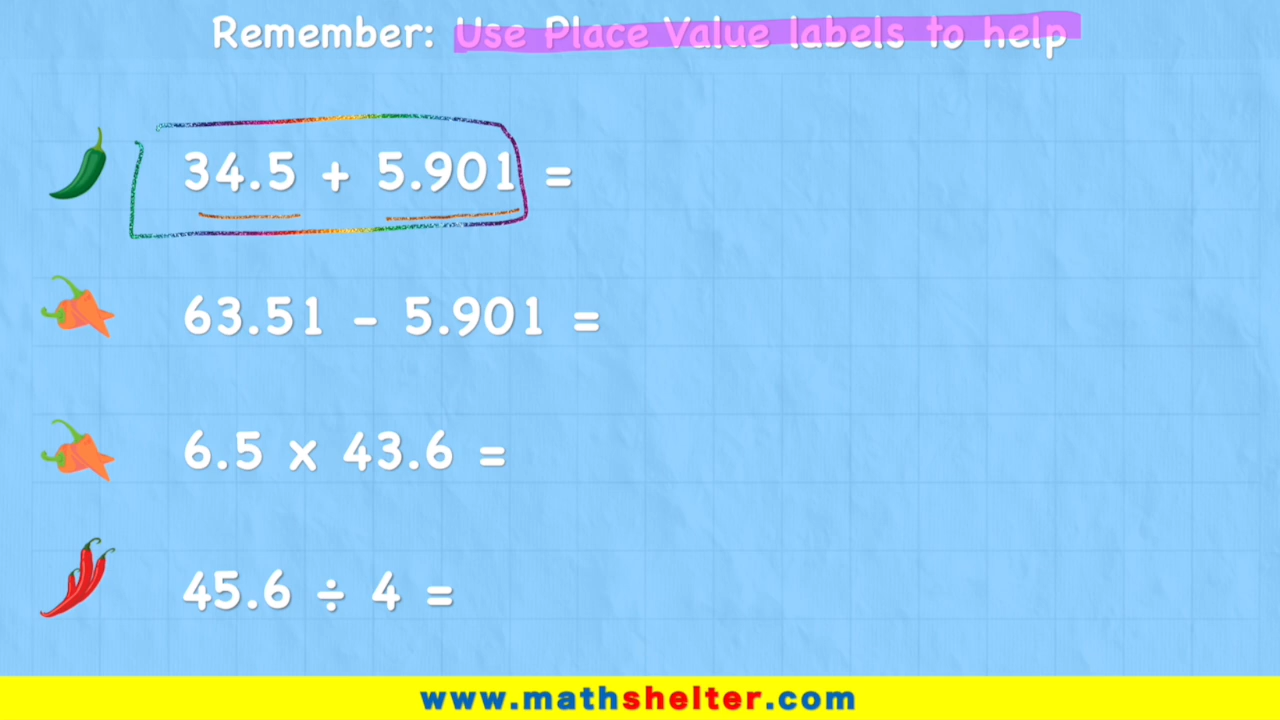 Remember: Use Place Value labels to help
34.5 + 5.901 =
63.51 - 5.901 =
6.5 x 43.6 =
45.6 ÷ 4 =
www.mathshelter.com